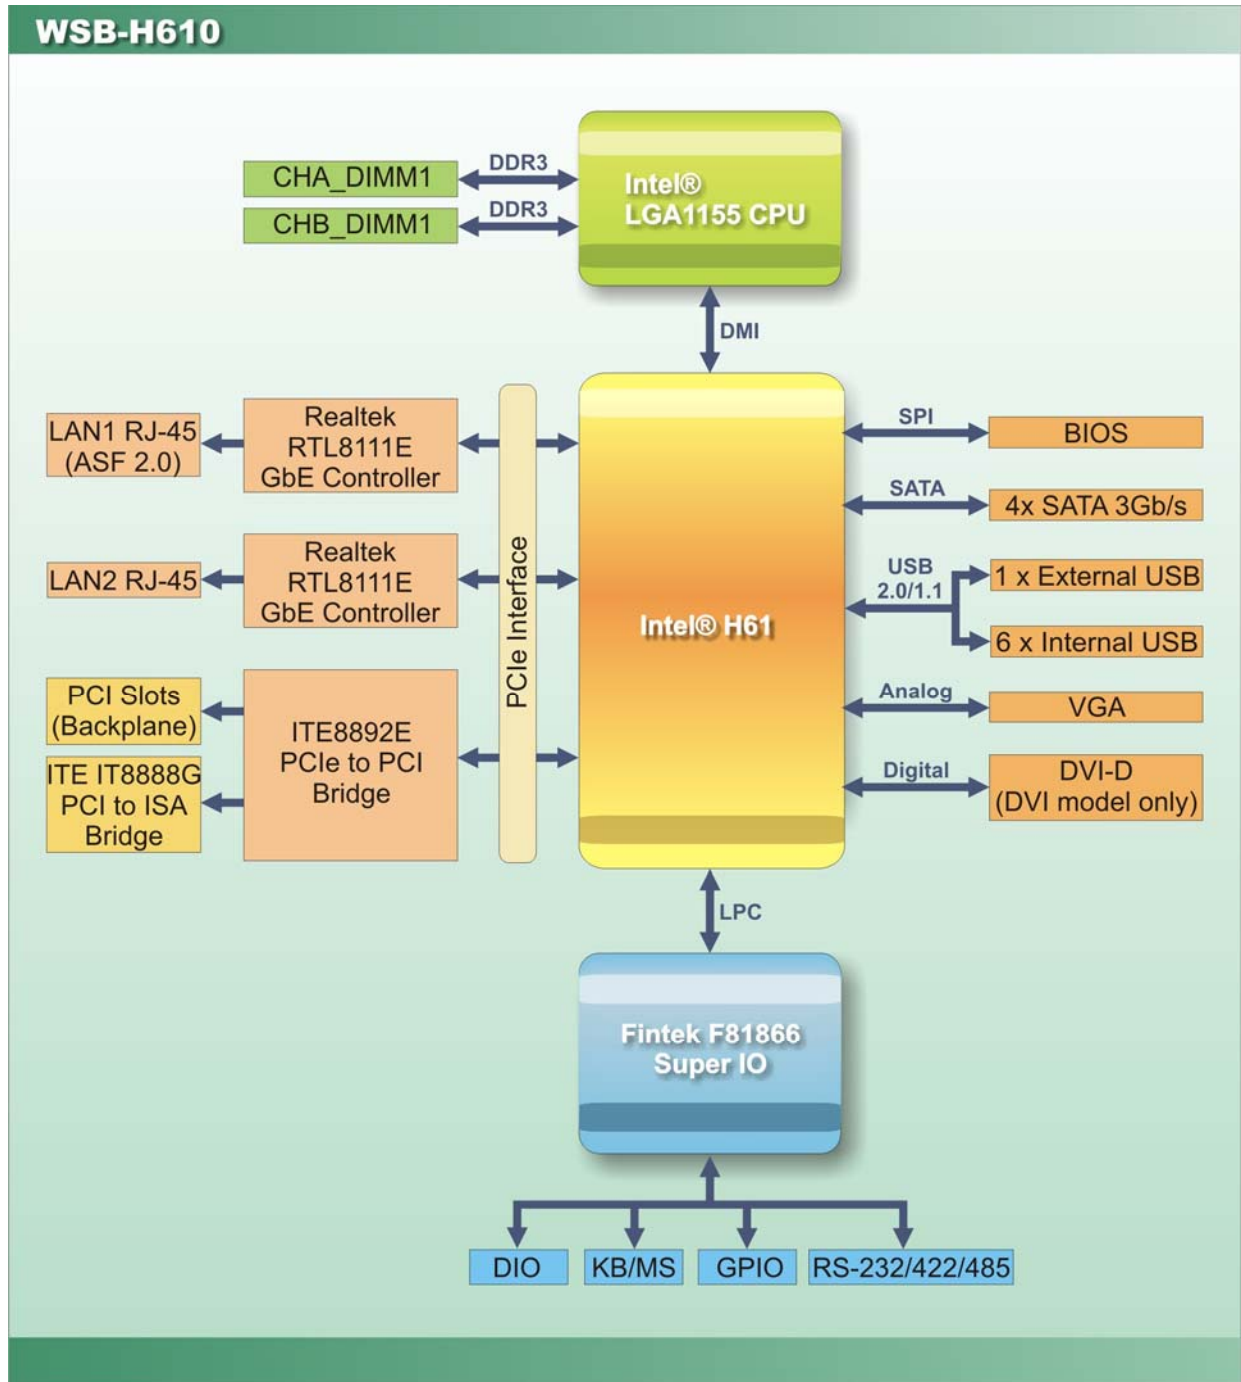 WSB-H610
CHA_DIMM1
DDR3
CHB_DIMM1
DDR3
Intel®
LGA1155 CPU
DMI
LAN1 RJ-45
(ASF 2.0)
Realtek
RTL8111E
GbE Controller
LAN2 RJ-45
Realtek
RTL8111E
GbE Controller
PCI Slots
(Backplane)
ITE IT8888G
PCI to ISA
Bridge
ITE8892E
PCIe to PCI
Bridge
PCIe Interface
Intel® H61
SPI
BIOS
SATA
4x SATA 3Gb/s
USB
2.0/1.1
1 x External USB
6 x Internal USB
Analog
VGA
Digital
DVI-D
(DVI model only)
LPC
Fintek F81866
Super IO
DIO
KB/MS
GPIO
RS-232/422/485